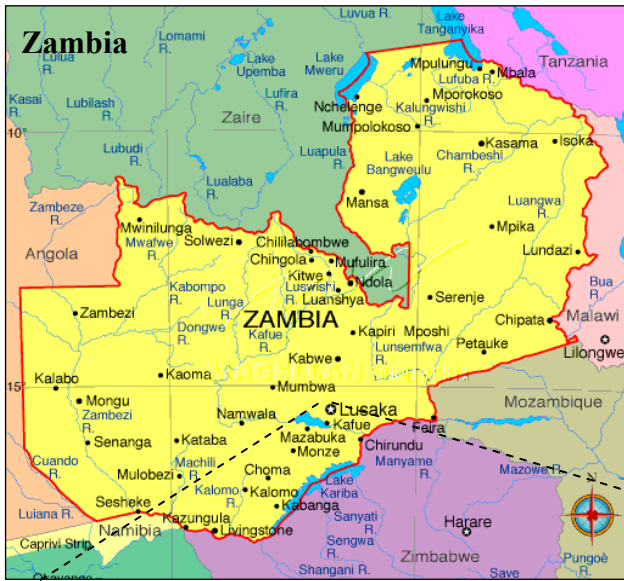 Zambia
Lulua
R.
Lomami
R.
Lake
Upemba
Lufira
R.
Luvua R.
Lake
Mweru
Lake
Tanganyika
Tanzania
Mpulungu
Mbala
Lufuba R.
Kasai
R.
Lubilash
R.
Zaire
Nchelenge
Mporokoso
Kalungwishi
R.
Mumpolokoso
10°
Lubudi
R.
Luapula
R.
Lake
Bangweulu
Kasama
Chambeshi
R.
Isoka
Lualaba
R.
Mansa
Luangwa
R.
Zambeze
R.
Mwinilunga
Mwafwe
R.
Solwezi
Chililabombwe
Chingola
Mufulira
Kitwe
Luswishi
R.
Ndola
Luanshya
Mpika
Lundazi
Angola
Kabompo
R.
Lunga
R.
Bua
R.
Malawi
Zambezi
Dongwe
R.
Kafue
R.
ZAMBIA
Serenje
Kapiri
Mposhi
Lunsemfwa
R.
Chipata
Petauke
Lilongwe
Kabwe
MAGELLAN
15°
Kalabo
Kaoma
Mumbwa
Mongu
Zambezi
R.
Namwala
Lusaka
Kafue
Feira
Mozambique
Senanga
Kataba
Mazabuka
Monze
Chirundu
Manyame
R.
Mazowe R.
Cuando
R.
Machili
R.
Mulobezi
Choma
Kalomo
R.
Kalomo
Kabanga
Lake
Kariba
N
Luiana R.
Sesheke
Namibia
Kazungula
Livingstone
Sanyati
R.
Sengwa
R.
Harare
Caprivi Strip
Okavango
Shangani R.
Zimbabwe
Save
Pungoè
R.